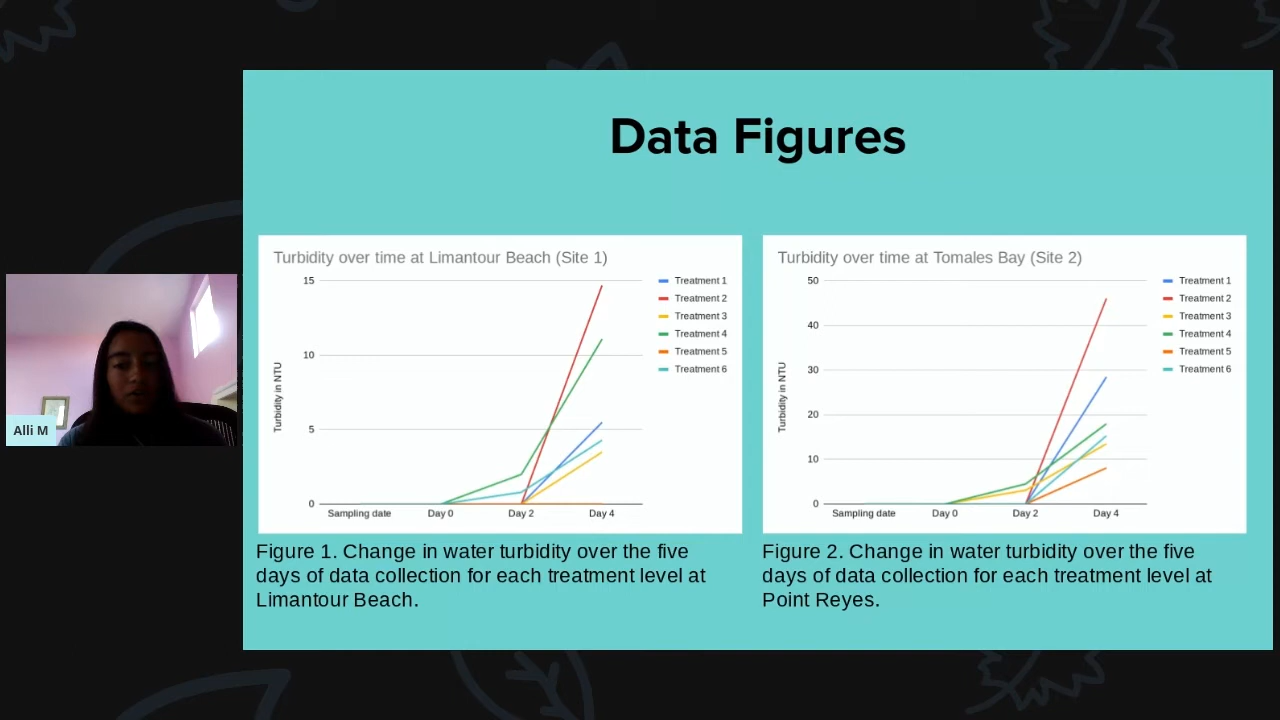 Data Figures
Turbidity over time at Limantour Beach (Site 1)
15
10
5
0
Turbidity in NTU
Sampling date Day 0 Day 2 Day 4
Treatment 1
Treatment 2
Treatment 3
Treatment 4
Treatment 5
Treatment 6
Figure 1. Change in water turbidity over the five
days of data collection for each treatment level at
Limantour Beach.
Turbidity over time at Tomales Bay (Site 2)
50
40
30
20
10
0
Turbidity in NTU
Sampling date Day 0 Day 2 Day 4
Treatment 1
Treatment 2
Treatment 3
Treatment 4
Treatment 5
Treatment 6
Figure 2. Change in water turbidity over the five
days of data collection for each treatment level at
Point Reyes.
Alli M